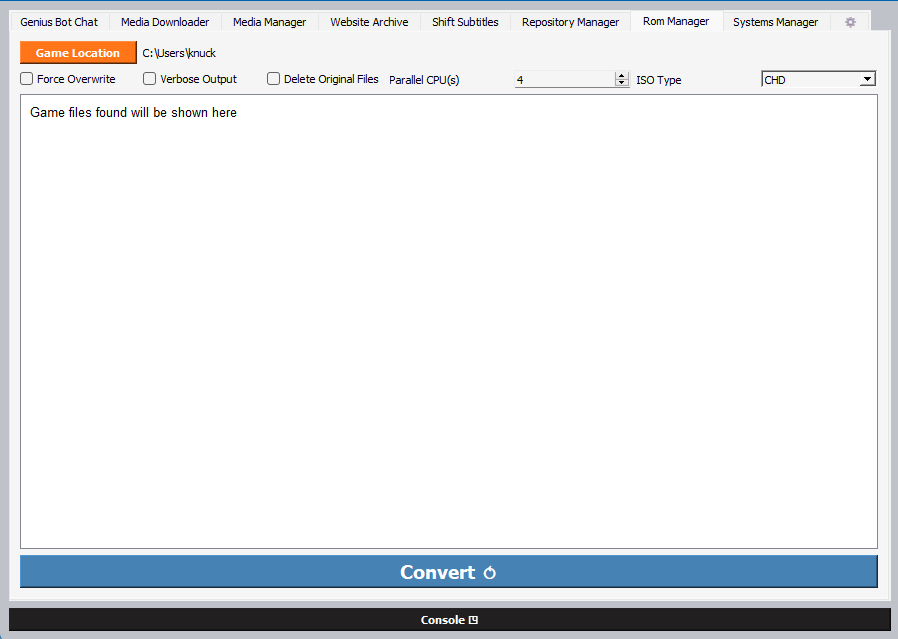 Genius Bot Chat Media Downloader Media Manager Website Archive Shift Subtitles Repository Manager Rom Manager Systems Manager
Game Location C:\Users\knuck
Force Overwrite Verbose Output Delete Original Files Parallel CPU(s) 4 ISO Type CHD
Game files found will be shown here
Convert
Console